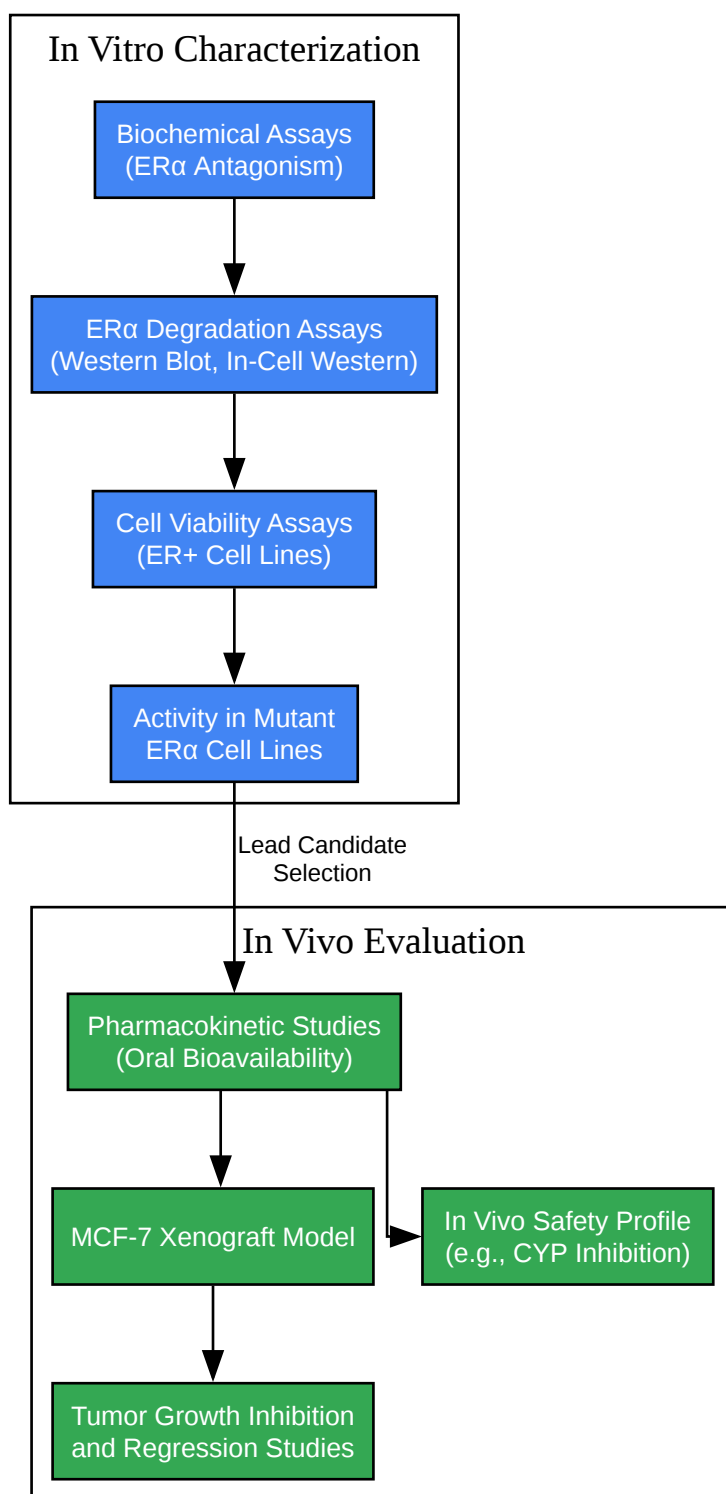 In Vitro Characterization
Biochemical Assays
(ERα Antagonism)
ERα Degradation Assays
(Western Blot, In-Cell Western)
Cell Viability Assays
(ER+ Cell Lines)
Activity in Mutant
ERα Cell Lines
Lead Candidate
Selection
In Vivo Evaluation
Pharmacokinetic Studies
(Oral Bioavailability)
MCF-7 Xenograft Model
In Vivo Safety Profile
(e.g., CYP Inhibition)
Tumor Growth Inhibition
and Regression Studies